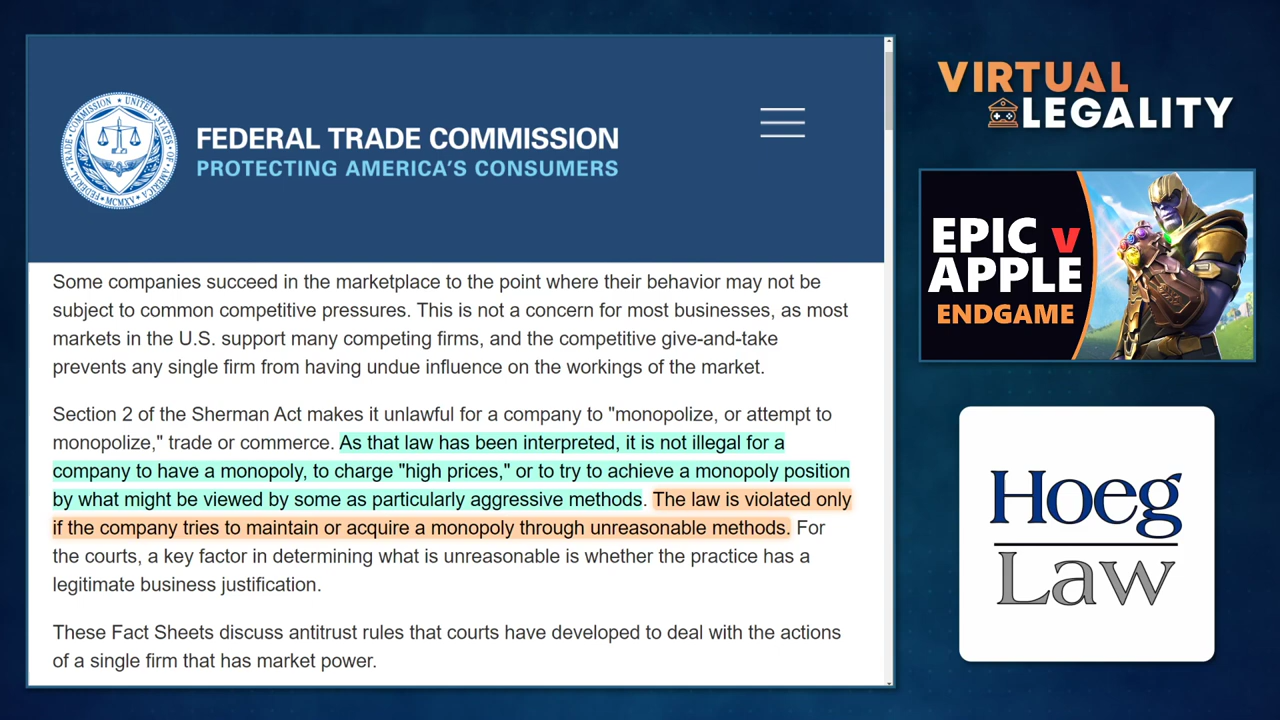 FEDERAL TRADE COMMISSION
PROTECTING AMERICA'S CONSUMERS
Some companies succeed in the marketplace to the point where their behavior may not be
subject to common competitive pressures. This is not a concern for most businesses, as most
markets in the U.S. support many competing firms, and the competitive give-and-take
prevents any single firm from having undue influence on the workings of the market.
Section 2 of the Sherman Act makes it unlawful for a company to "monopolize, or attempt to
monopolize," trade or commerce. As that law has been interpreted, it is not illegal for a
company to have a monopoly, to charge "high prices," or to try to achieve a monopoly position
by what might be viewed by some as particularly aggressive methods. The law is violated only
if the company tries to maintain or acquire a monopoly through unreasonable methods. For
the courts, a key factor in determining what is unreasonable is whether the practice has a
legitimate business justification.
These Fact Sheets discuss antitrust rules that courts have developed to deal with the actions
of a single firm that has market power.
FEDERAL TRADE COMMISSION ★ UNITED STATES OF AMERICA
MCMXV
VIRTUAL
LEGALITY
EPIC v
APPLE
ENDGAME
Hoeg
Law